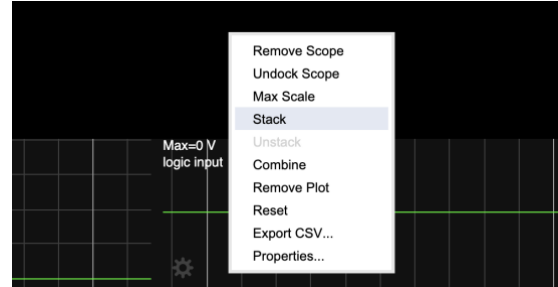 Remove Scope
Undock Scope
Max Scale
Stack
Unstack
Combine
Remove Plot
Reset
Export CSV...
Properties...
Max=0 V
logic input